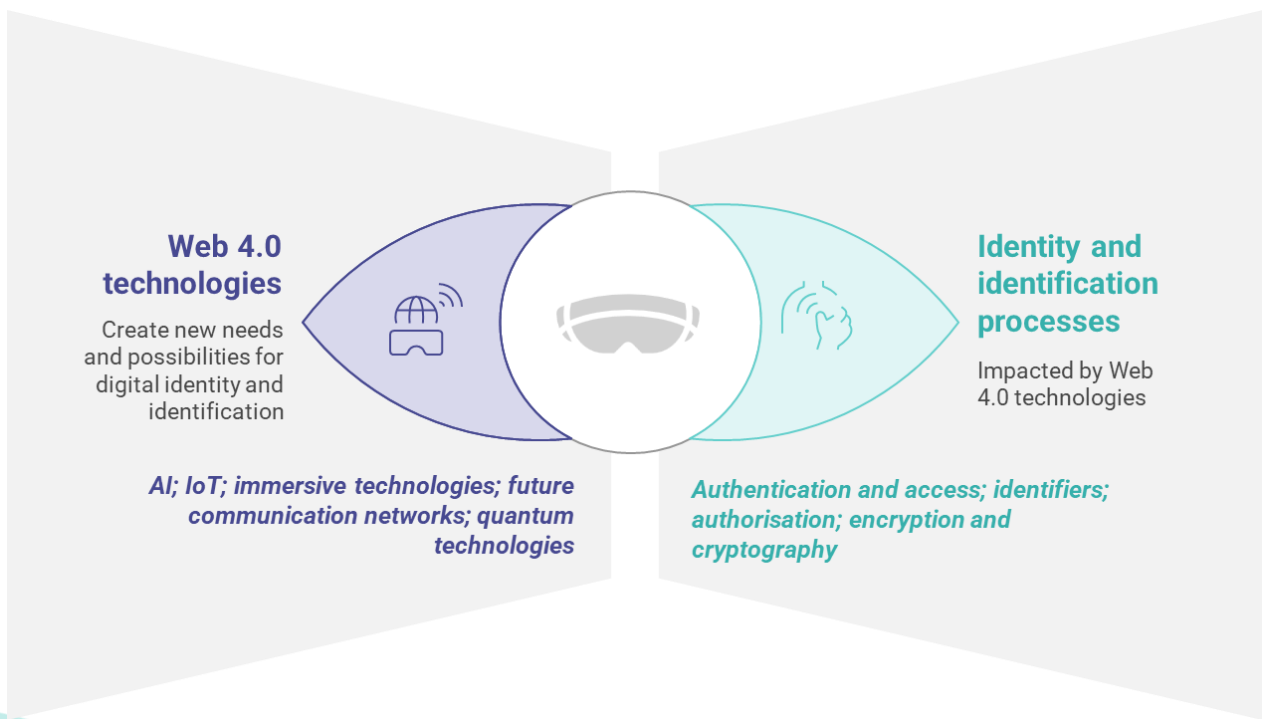 Web 4.0
technologies
Create new needs
and possibilities for
digital identity and
identification
AI; IoT; immersive technologies; future
communication networks; quantum
technologies
Identity and
identification
processes
Impacted by Web
4.0 technologies
Authentication and access; identifiers;
authorisation; encryption and
cryptography